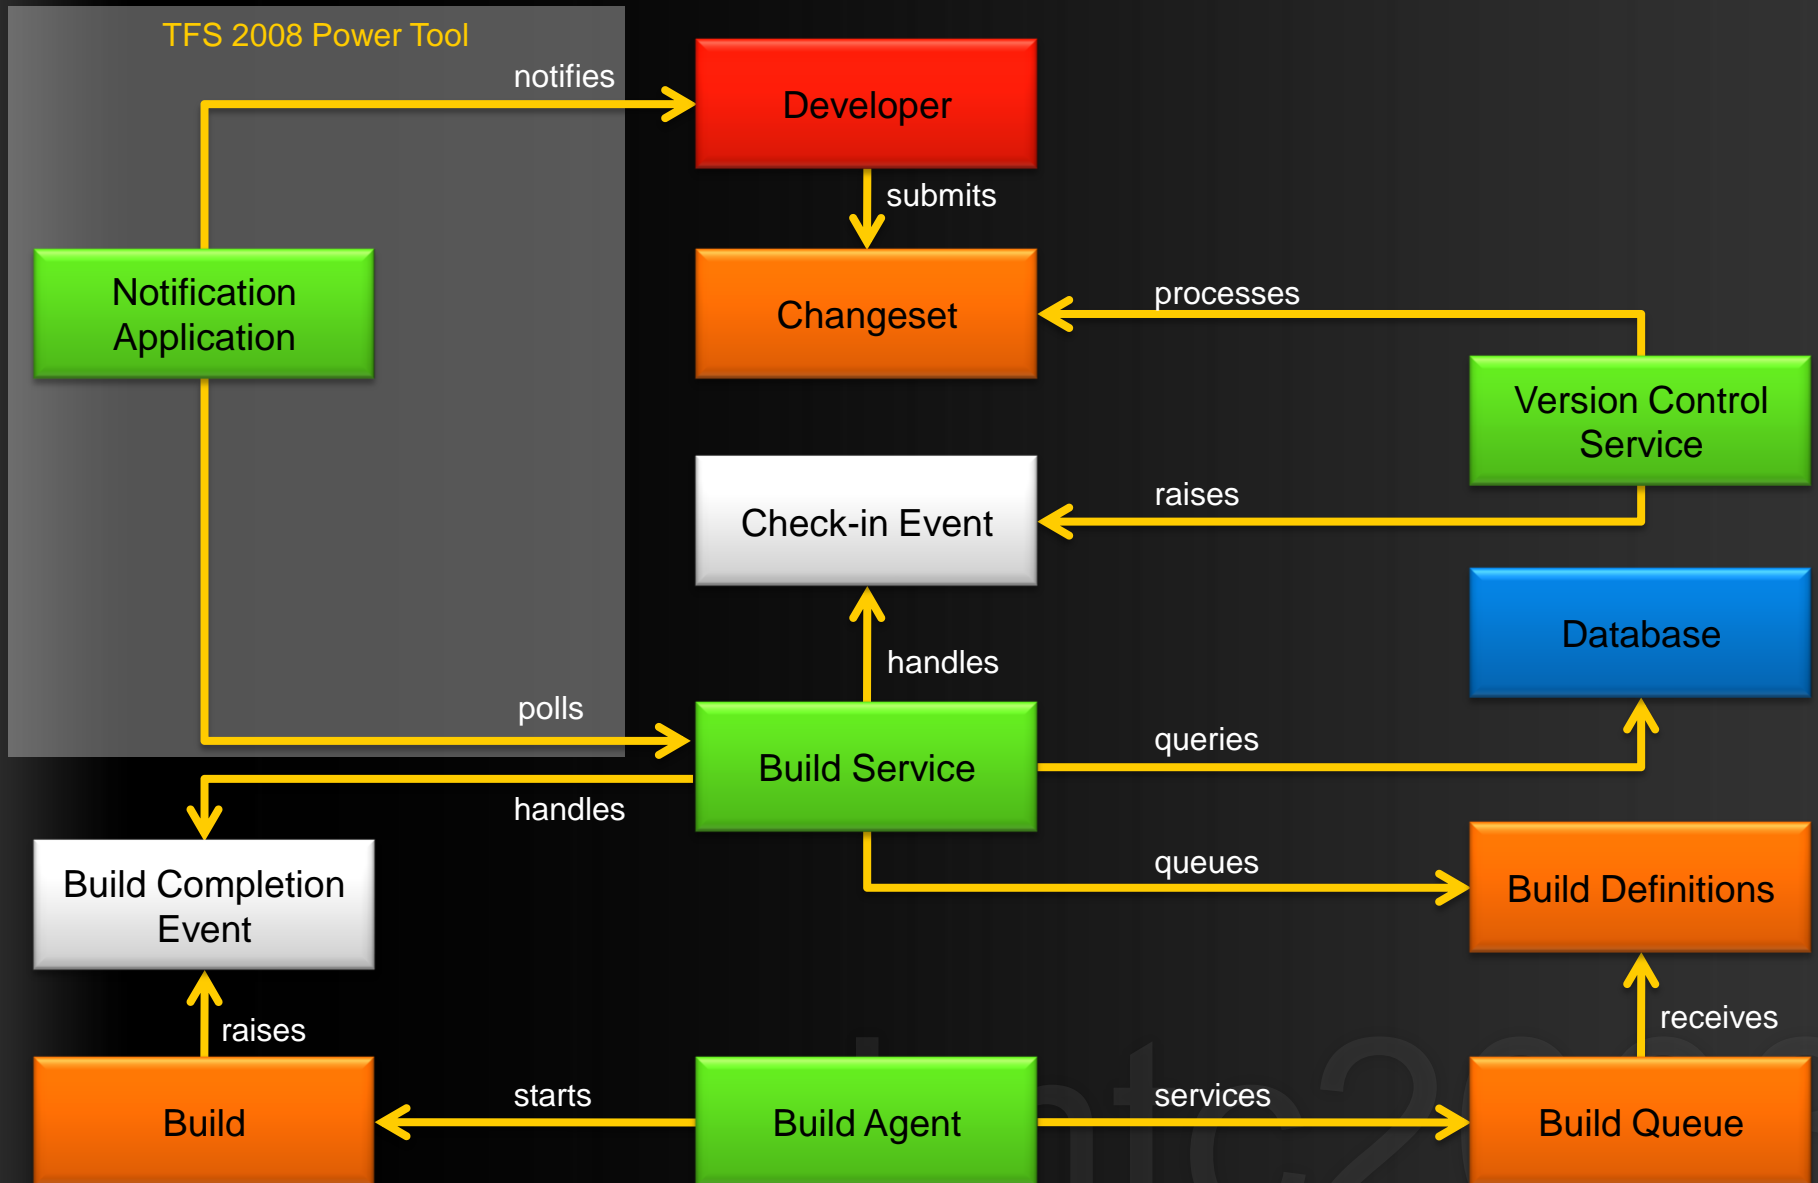 TFS 2008 Power Tool
notifies
Developer
submits
Notification
Application
Changeset
processes
Version Control
Service
Check-in Event
raises
Database
handles
polls
Build Service
queries
handles
Build Completion
Event
queues
Build Definitions
raises
receives
Build
starts
Build Agent
services
Build Queue